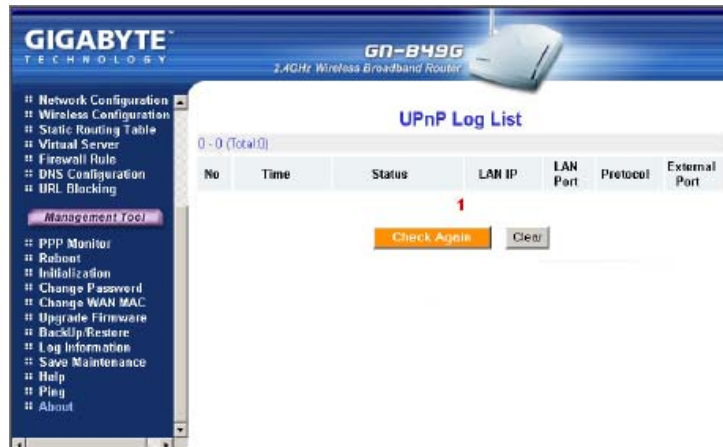 GIGABYTE
TECHNOLOGY
GN-B49G
2.4GHz Wireless Broadband Router
Network Configuration
Wireless Configuration
Static Routing Table
Virtual Server
Firewall Rule
DNS Configuration
URL Blocking
Management Tool
PPP Monitor
Reboot
Initialization
Change Password
Change WAN MAC
Upgrade Firmware
BackUp/Restore
Log Information
Save Maintenance
Help
Ping
About
UPnP Log List
0 - 0 (Total:0)
No Time Status LAN IP LAN Port Protocol External Port
1
Check Again Clear